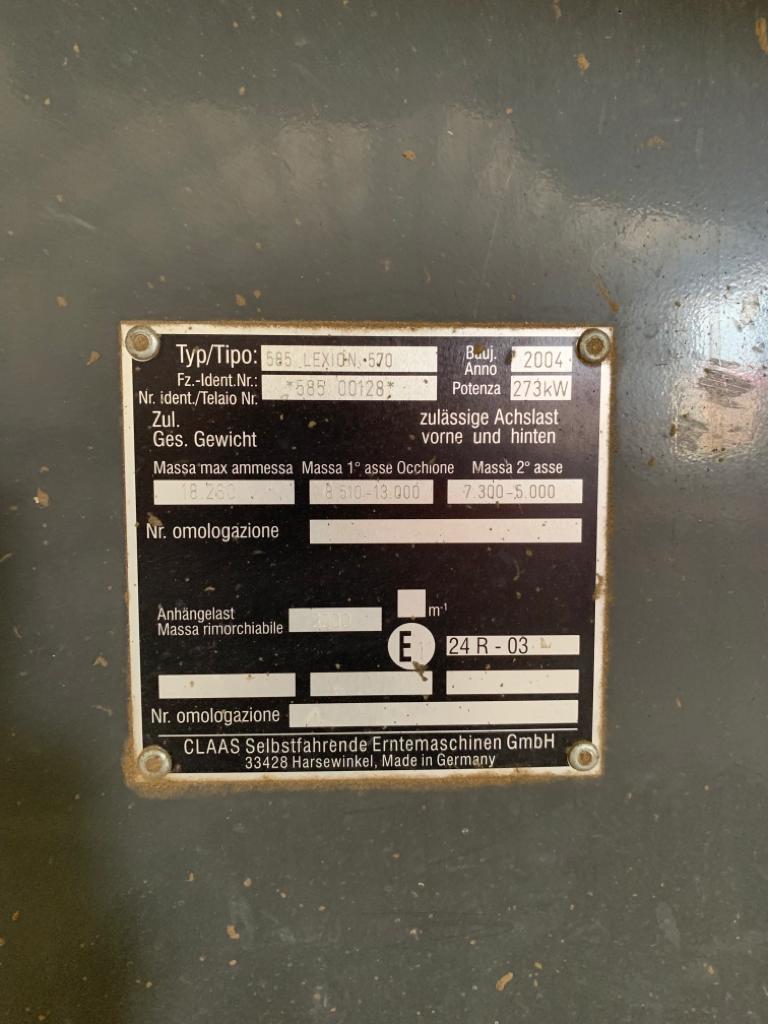 Typ/Tipo: 585 LEXION 570 Bauj. Anno 2004
Fz.-Ident.Nr.: Nr. ident./Telaio Nr. *585 00128* Potenza 273kW
Zul. zulässige Achslast
Ges. Gewicht vorne und hinten
Massa max ammessa Massa 1° asse Occhione Massa 2° asse
8.510-13.000 7.300-5.000
Nr. omologazione
m-1
Anhängelast
Massa rimorchiabile
E 1 24 R - 03
Nr. omologazione
CLAAS Selbstfahrende Erntemaschinen GmbH
33428 Harsewinkel, Made in Germany